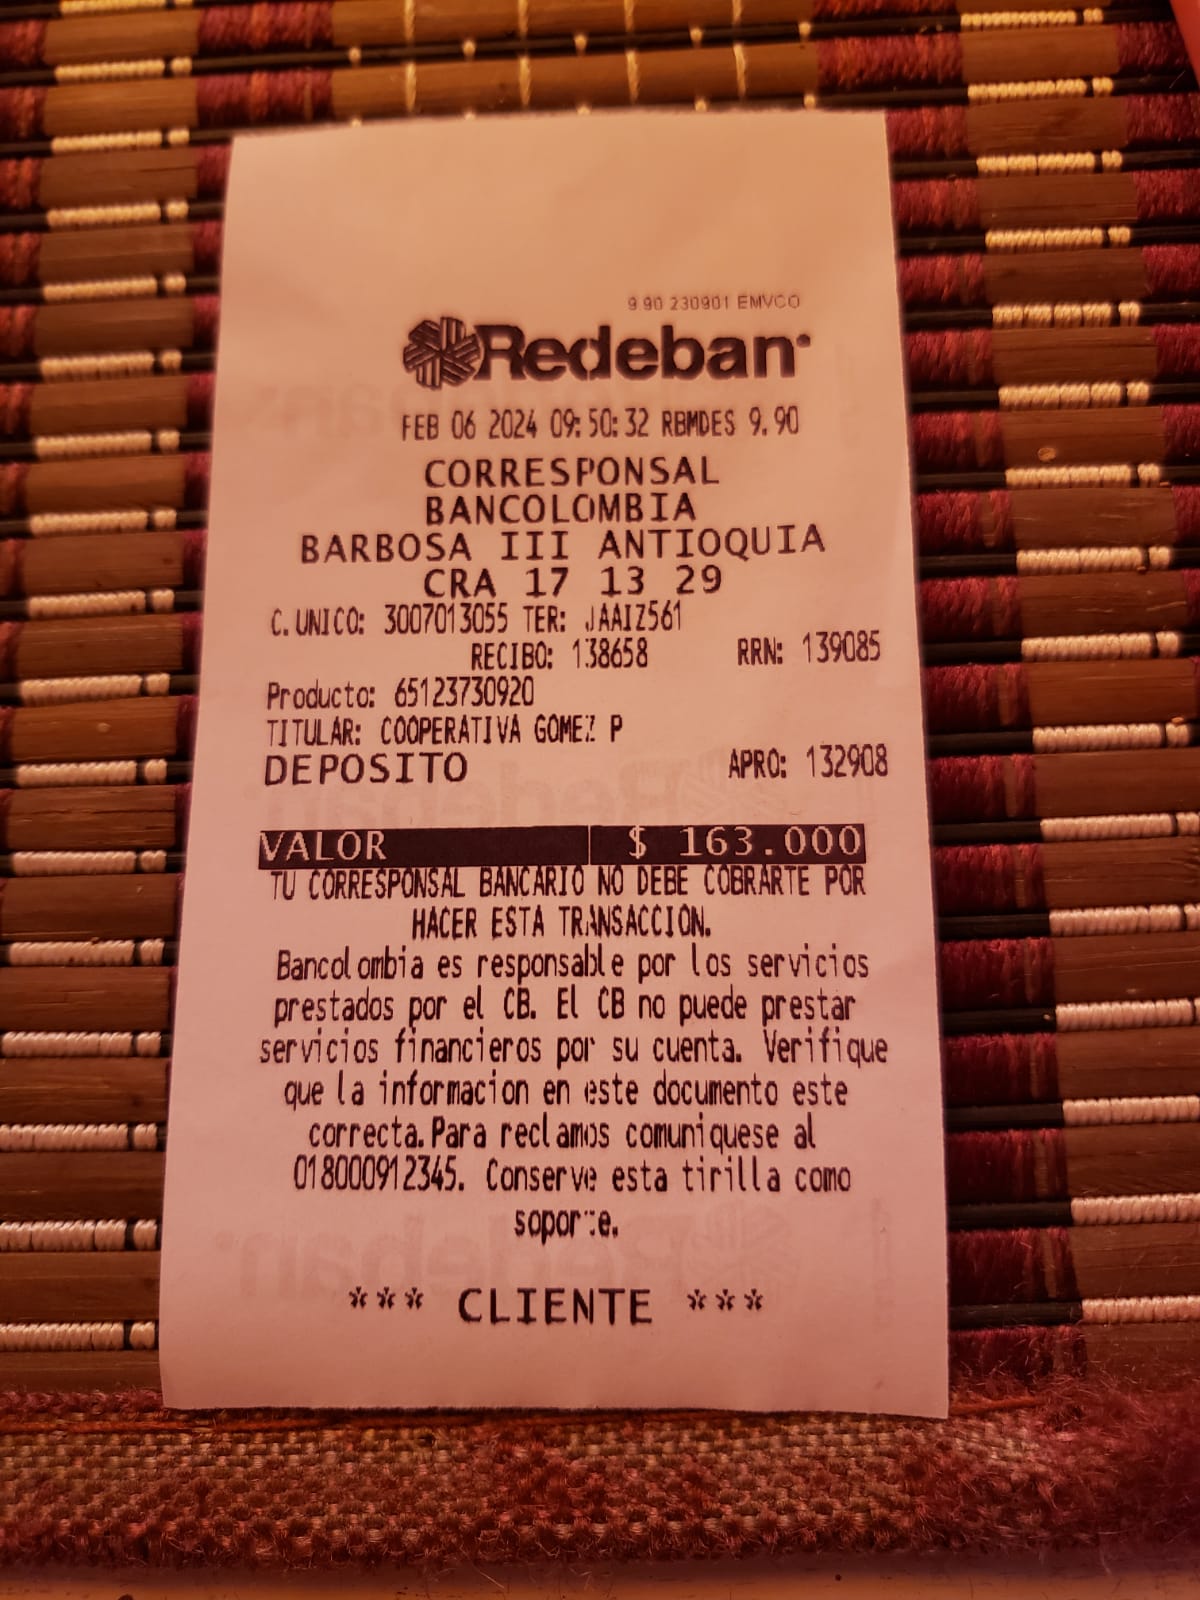 9.90 230901 EMVCO
Redeban
FEB 06 2024 09:50:32 RBMDES 9.90
CORRESPONSAL
BANCOLOMBIA
BARBOSA III ANTIOQUIA
CRA 17 13 29
C.UNICO: 3007013055 TER: JAAIZ561
RECIBO: 138658 RRN: 139085
Producto: 65123730920
TITULAR: COOPERATIVA GOMEZ P
DEPOSITO APRO: 132908
VALOR $ 163.000
TU CORRESPONSAL BANCARIO NO DEBE COBRARTE POR
HACER ESTA TRANSACCION.
Bancolombia es responsable por los servicios
prestados por el CB. El CB no puede prestar
servicios financieros por su cuenta. Verifique
que la informacion en este documento este
correcta.Para reclamos comuniquese al
018000912345. Conserve esta tirilla como
soporte.
*** CLIENTE ***